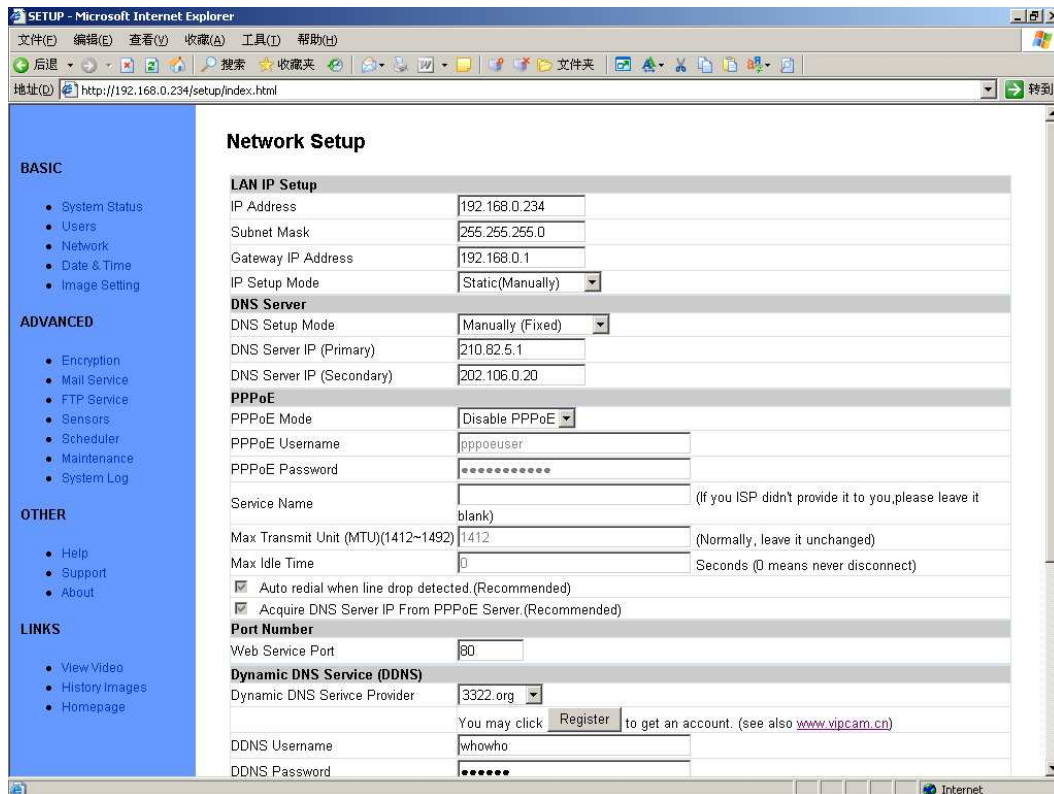 SETUP - Microsoft Internet Explorer
文件(F) 编辑(E) 查看(V) 收藏(A) 工具(T) 帮助(H)
后退 搜索 收藏夹 文件夹
地址(D) http://192.168.0.234/setup/index.html 转到
BASIC
System Status
Users
Network
Date & Time
Image Setting
ADVANCED
Encryption
Mail Service
FTP Service
Sensors
Scheduler
Maintenance
System Log
OTHER
Help
Support
About
LINKS
View Video
History Images
Homepage
Network Setup
LAN IP Setup
IP Address 192.168.0.234
Subnet Mask 255.255.255.0
Gateway IP Address 192.168.0.1
IP Setup Mode Static(Manually)
DNS Server
DNS Setup Mode Manually (Fixed)
DNS Server IP (Primary) 210.82.5.1
DNS Server IP (Secondary) 202.106.0.20
PPPoE
PPPoE Mode Disable PPPoE
PPPoE Username pppoeuser
PPPoE Password
Service Name (If you ISP didn't provide it to you,please leave it
blank)
Max Transmit Unit (MTU)(1412~1492) 1412 (Normally, leave it unchanged)
Max Idle Time 0 Seconds (0 means never disconnect)
Auto redial when line drop detected.(Recommended)
Acquire DNS Server IP From PPPoE Server.(Recommended)
Port Number
Web Service Port 80
Dynamic DNS Service (DDNS)
Dynamic DNS Serivce Provider 3322.org
You may click Register to get an account. (see also www.vipcam.cn)
DDNS Username whowho
DDNS Password
Internet